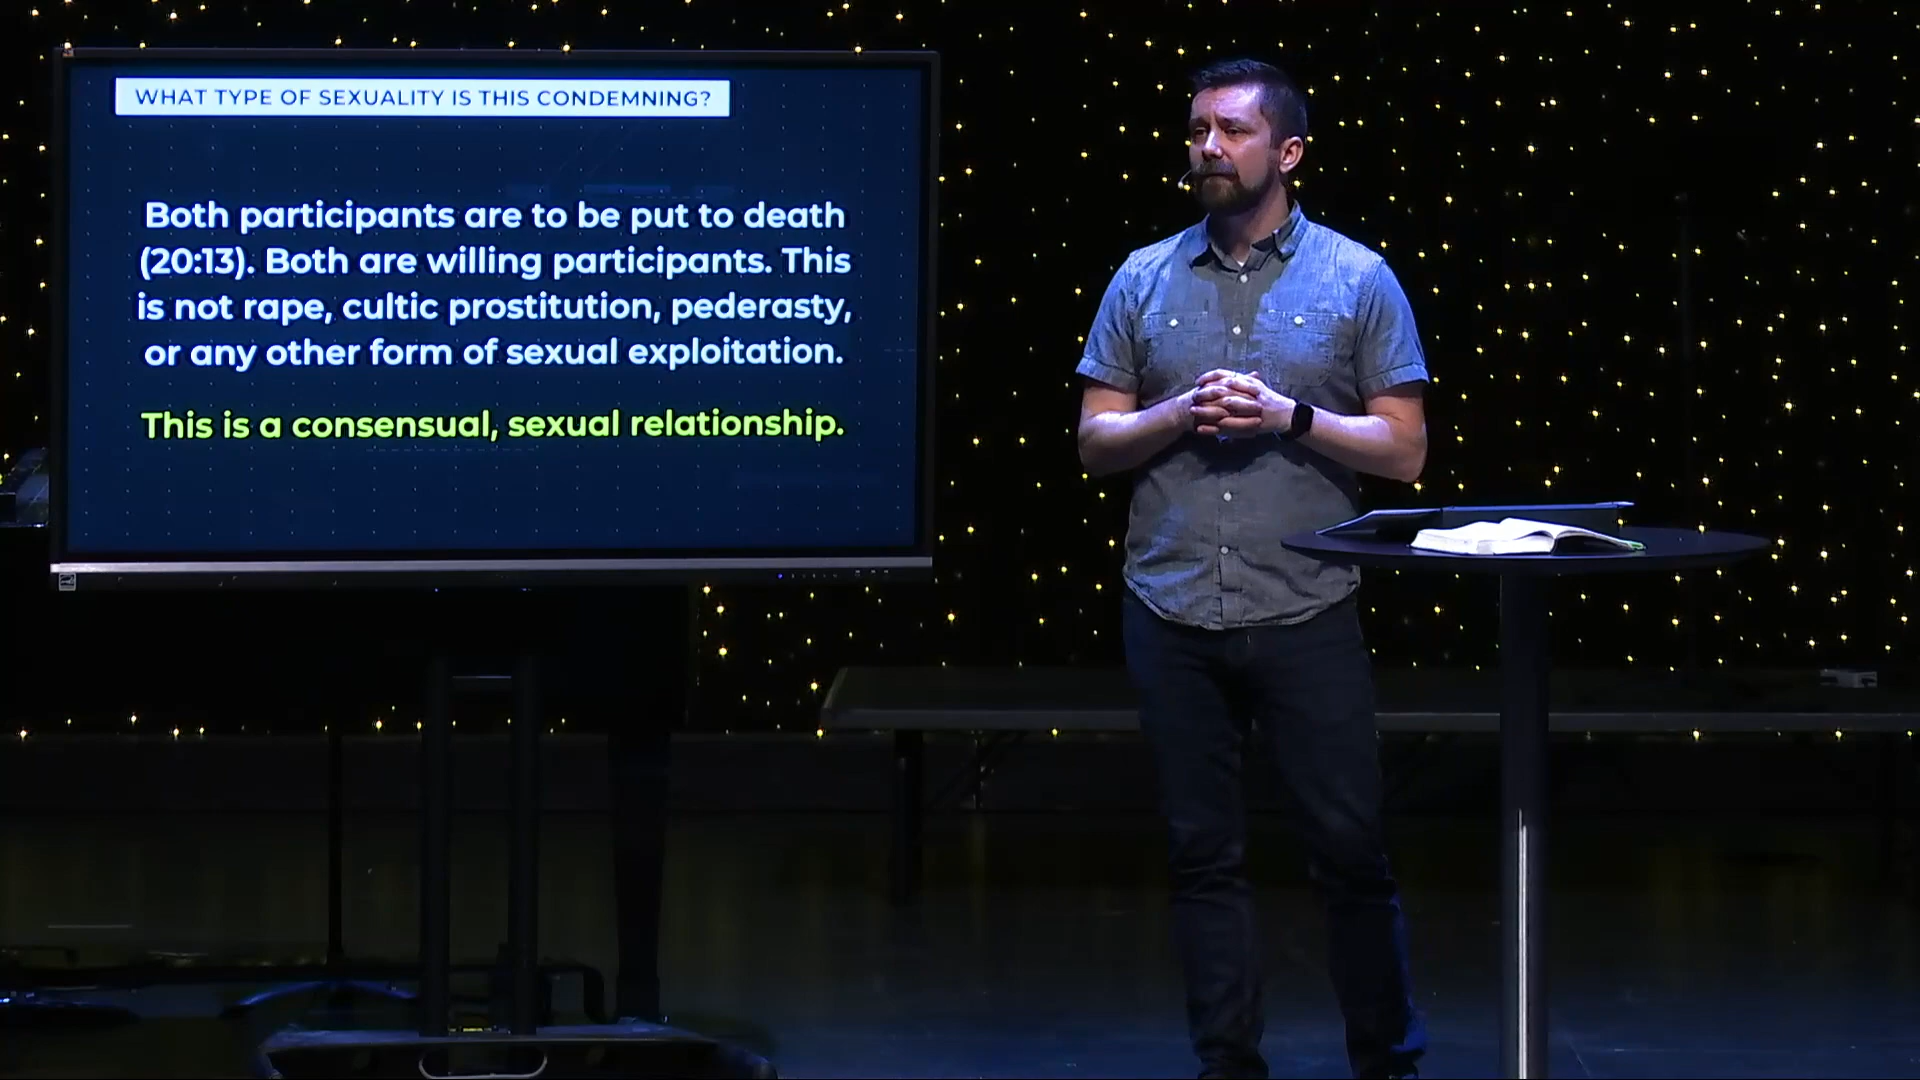 WHAT TYPE OF SEXUALITY IS THIS CONDEMNING?
Both participants are to be put to death
(20:13). Both are willing participants. This
is not rape, cultic prostitution, pederasty,
or any other form of sexual exploitation.
This is a consensual, sexual relationship.